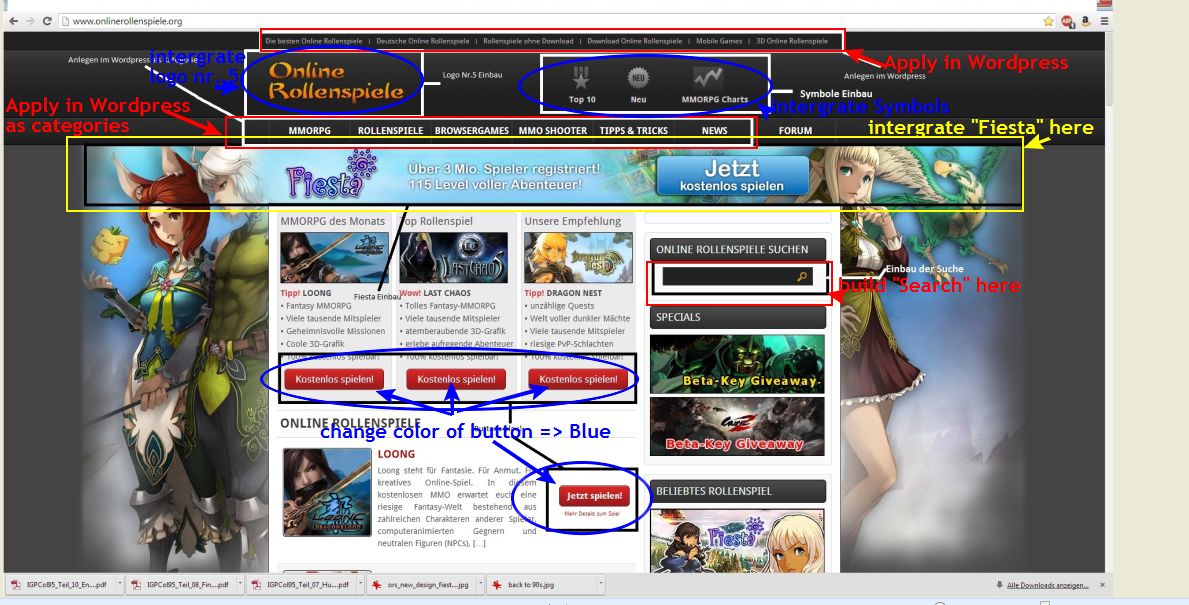 www.onlinerollenspiele.org
Die besten Online Rollenspiele | Deutsche Online Rollenspiele | Rollenspiele ohne Download | Download Online Rollenspiele | Mobile Games | 3D Online Rollenspiele
Anlegen im Wordpress
intergrate
logo nr. 5
Online
Rollenspiele
Logo Nr.5 Einbau
Top 10
Neu
NEU
MMORPG Charts
Apply in Wordpress
Anlegen im Wordpress
Symbole Einbau
intergrate Symbols
Apply in Wordpress
as categories
MMORPG ROLLENSPIELE BROWSERGAMES MMO SHOOTER TIPPS & TRICKS NEWS FORUM
intergrate "Fiesta" here
Fiesta
Über 3 Mio. Spieler registriert!
115 Level voller Abenteuer!
Jetzt
kostenlos spielen
MMORPG des Monats
Top Rollenspiel
Unsere Empfehlung
LAST CHAOS
DRAGON NEST
Tipp! LOONG
• Fantasy MMORPG
• Viele tausende Mitspieler
• Geheimnisvolle Missionen
• Coole 3D-Grafik
• 100% kostenlos spielbar!
Kostenlos spielen!
Wow! LAST CHAOS
• Tolles Fantasy-MMORPG
• Viele tausende Mitspieler
• atemberaubende 3D-Grafik
• erlebe aufregende Abenteuer
• 100% kostenlos spielbar!
Kostenlos spielen!
Tipp! DRAGON NEST
• unzählige Quests
• Welt voller dunkler Mächte
• Viele tausende Mitspieler
• riesige PvP-Schlachten
• 100% kostenlos spielbar!
Kostenlos spielen!
Fiesta Einbau
ONLINE ROLLENSPIELE SUCHEN
Einbau der Suche
build "Search" here
SPECIALS
Beta-Key Giveaway
Beta-Key Giveaway
ONLINE ROLLENSPIELE
change color of button => Blue
LOONG
Loong steht für Fantasie. Für Anmut. Für
kreatives Online-Spiel. In diesem
kostenlosen MMO erwartet euch eine
riesige Fantasy-Welt bestehend aus
zahlreichen Charakteren anderer Spieler,
computeranimierten Gegnern und
neutralen Figuren (NPCs). [...]
Jetzt spielen!
Mehr Details zum Spiel
BELIEBTES ROLLENSPIEL
Fiesta
IGPCol95_Teil_10_En....pdf
IGPCol95_Teil_08_Fin....pdf
IGPCol95_Teil_07_Hu....pdf
ors_new_design_fiest....jpg
back to 90s.jpg
Alle Downloads anzeigen...